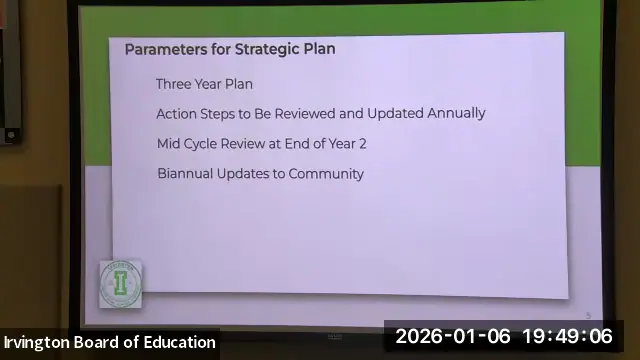 Parameters for Strategic Plan
Three Year Plan
Action Steps to Be Reviewed and Updated Annually
Mid Cycle Review at End of Year 2
Biannual Updates to Community
I
5
Irvington Board of Education
2026-01-06 19:49:06